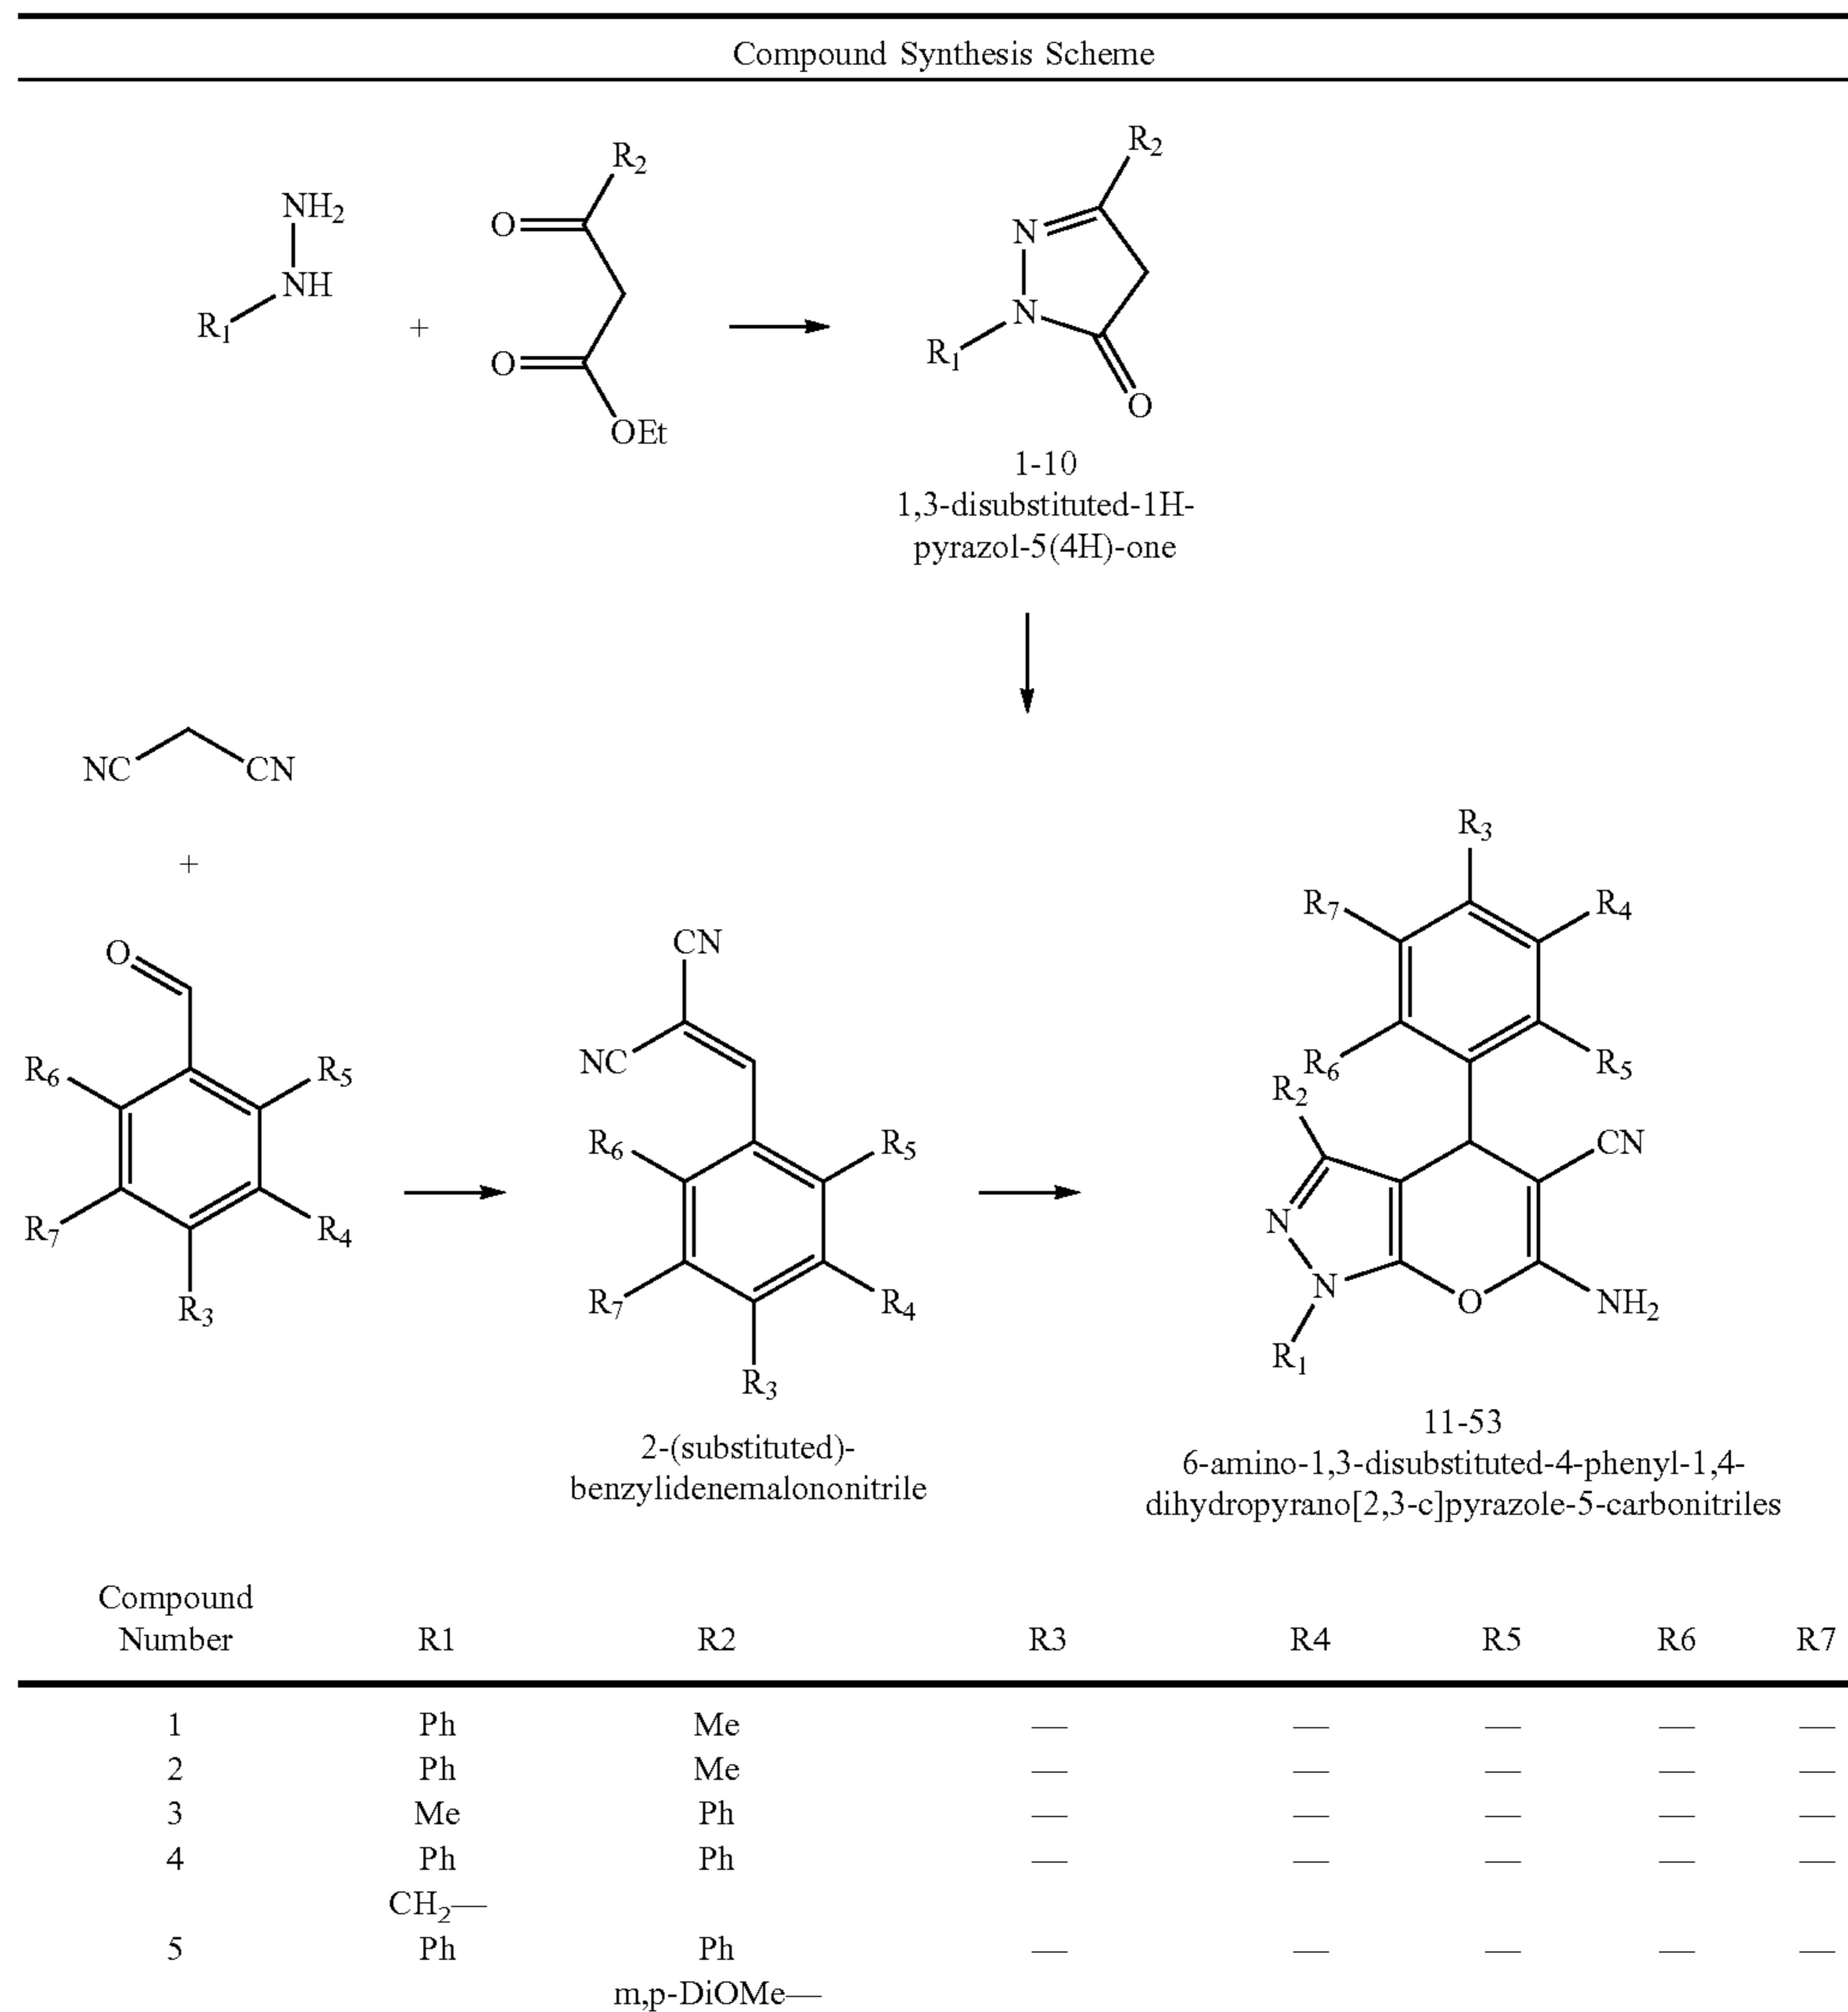 Compound Synthesis Scheme
NH2
NH
R1
+
R2
O
O
OEt
R2
N
N
R1
O
1-10
1,3-disubstituted-1H-
pyrazol-5(4H)-one
NC CN
+
O
R6 R5
R7 R4
R3
CN
NC
R6 R5
R7 R4
R3
2-(substituted)-
benzylidenemalononitrile
R3
R7 R4
R6 R5
R2
CN
N
N O NH2
R1
11-53
6-amino-1,3-disubstituted-4-phenyl-1,4-
dihydropyrano[2,3-c]pyrazole-5-carbonitriles
Compound
Number R1 R2 R3 R4 R5 R6 R7
1 Ph Me — — — — —
2 Ph Me — — — — —
3 Me Ph — — — — —
4 Ph Ph — — — — —
CH2—
5 Ph Ph — — — — —
m,p-DiOMe—